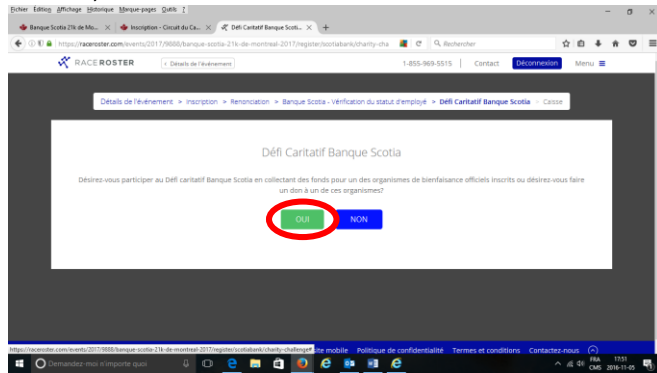 Fichier Édition Affichage Historique Marque-pages Outils ?
Banque Scotia 21k de Mo... × Inscription - Circuit du Ca... × Défi Caritatif Banque Scoti... × +
https://raceroster.com/events/2017/9888/banque-scotia-21k-de-montreal-2017/register/scotiabank/charity-cha Rechercher
RACE ROSTER ‹ Détails de l'événement 1-855-969-5515 | Contact Déconnexion Menu ≡
Détails de l'événement > Inscription > Renonciation > Banque Scotia - Vérification du statut d'employé > Défi Caritatif Banque Scotia > Caisse
Défi Caritatif Banque Scotia
Désirez-vous participer au Défi caritatif Banque Scotia en collectant des fonds pour un des organismes de bienfaisance officiels inscrits ou désirez-vous faire
un don à un de ces organismes?
OUI NON
https://raceroster.com/events/2017/9888/banque-scotia-21k-de-montreal-2017/register/scotiabank/charity-challenge# Site mobile Politique de confidentialité Termes et conditions Contactez-nous
Demandez-moi n'importe quoi FRA 17:51
CMS 2016-11-05